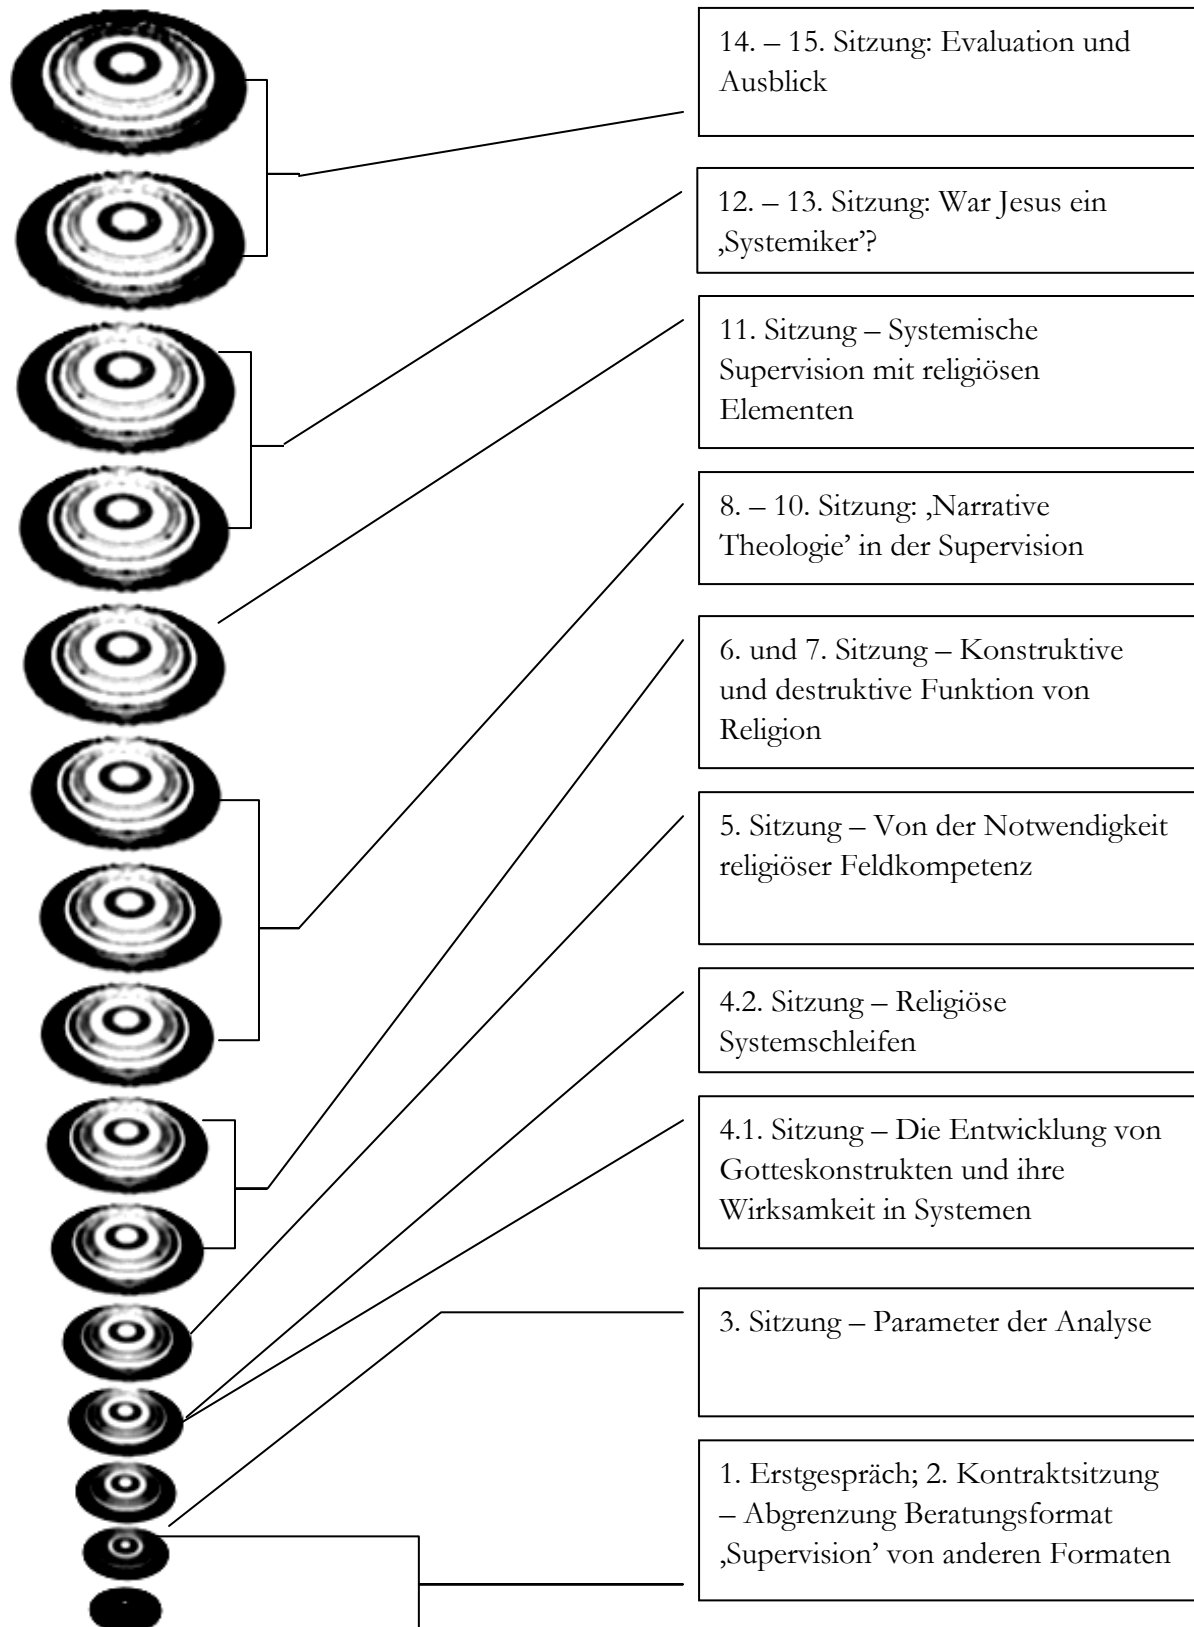 14. – 15. Sitzung: Evaluation und
Ausblick
12. – 13. Sitzung: War Jesus ein
‚Systemiker’?
11. Sitzung – Systemische
Supervision mit religiösen
Elementen
8. – 10. Sitzung: ‚Narrative
Theologie’ in der Supervision
6. und 7. Sitzung – Konstruktive
und destruktive Funktion von
Religion
5. Sitzung – Von der Notwendigkeit
religiöser Feldkompetenz
4.2. Sitzung – Religiöse
Systemschleifen
4.1. Sitzung – Die Entwicklung von
Gotteskonstrukten und ihre
Wirksamkeit in Systemen
3. Sitzung – Parameter der Analyse
1. Erstgespräch; 2. Kontraktsitzung
– Abgrenzung Beratungsformat
‚Supervision’ von anderen Formaten